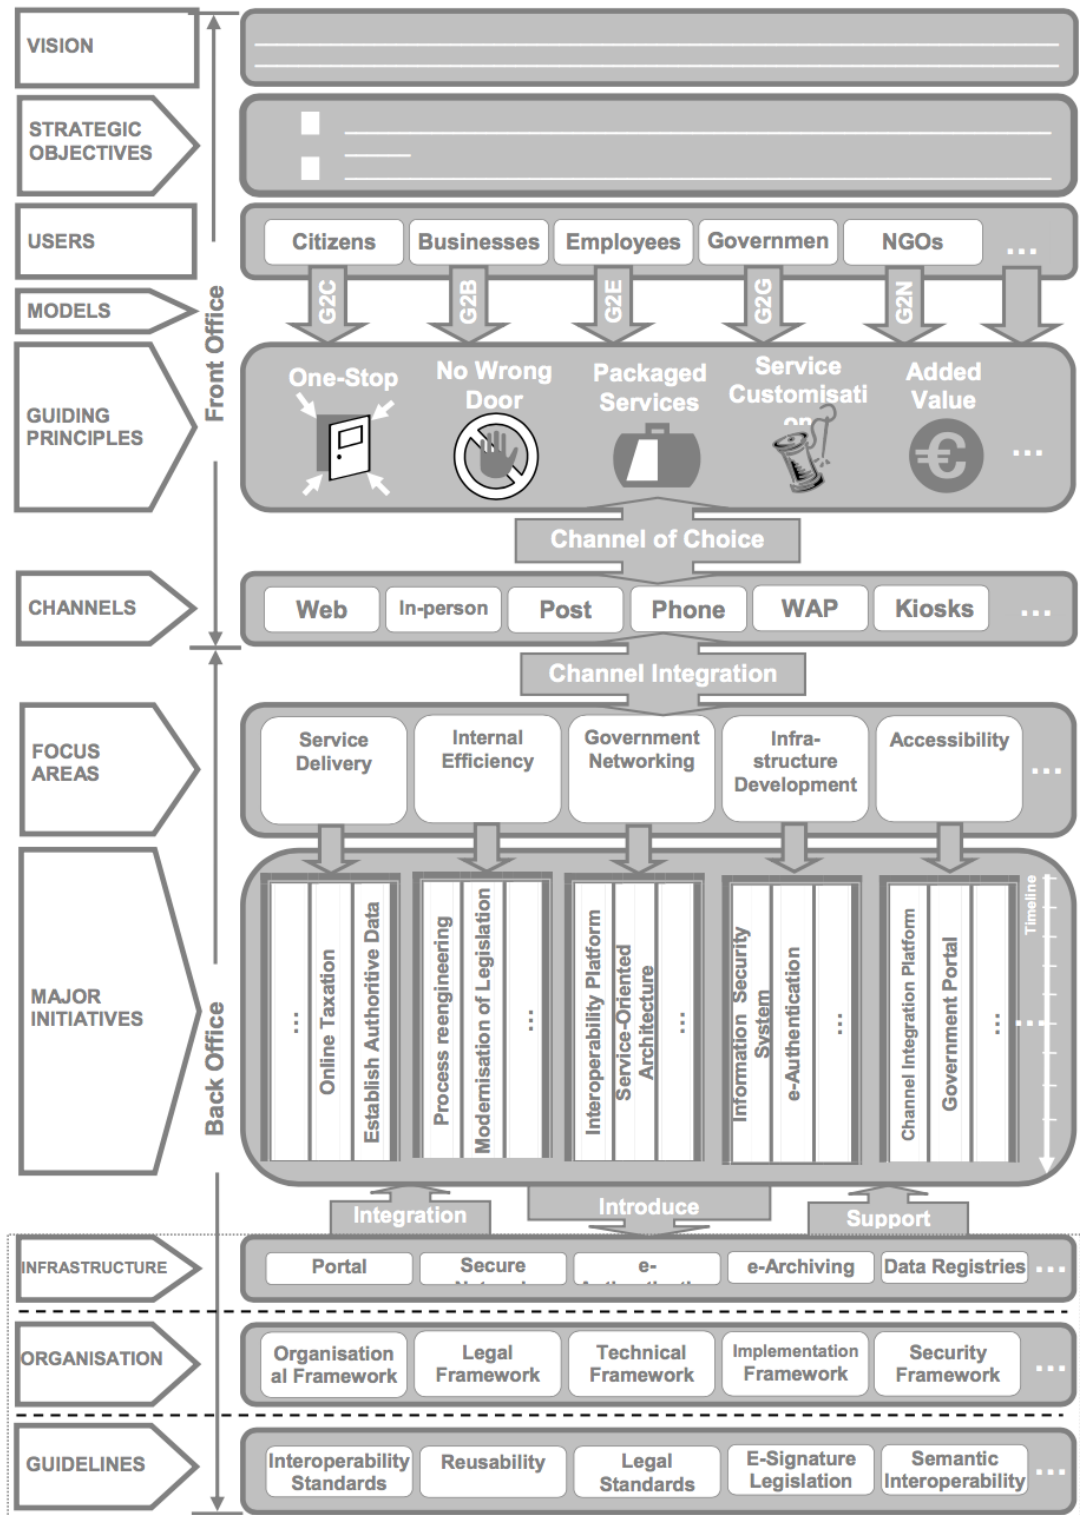 VISION
STRATEGIC
OBJECTIVES
USERS
Citizens
Businesses
Employees
Governmen
NGOs
...
MODELS
G2C
G2B
G2E
G2G
G2N
Front Office
GUIDING
PRINCIPLES
One-Stop
No Wrong
Door
Packaged
Services
Service
Customisati
on
Added
Value
...
Channel of Choice
CHANNELS
Web
In-person
Post
Phone
WAP
Kiosks
...
Channel Integration
FOCUS
AREAS
Service
Delivery
Internal
Efficiency
Government
Networking
Infra-
structure
Development
Accessibility
...
MAJOR
INITIATIVES
Back Office
...
Online Taxation
Establish Authoritive Data
Process reengineering
Modernisation of Legislation
...
Interoperability Platform
Service-Oriented
Architecture
...
Information Security
System
e-Authentication
...
Channel Integration Platform
Government Portal
...
...
Timeline
Integration
Introduce
Support
INFRASTRUCTURE
Portal
Secure
e-
e-Archiving
Data Registries
...
ORGANISATION
Organisation
al Framework
Legal
Framework
Technical
Framework
Implementation
Framework
Security
Framework
...
GUIDELINES
Interoperability
Standards
Reusability
Legal
Standards
E-Signature
Legislation
Semantic
Interoperability
...